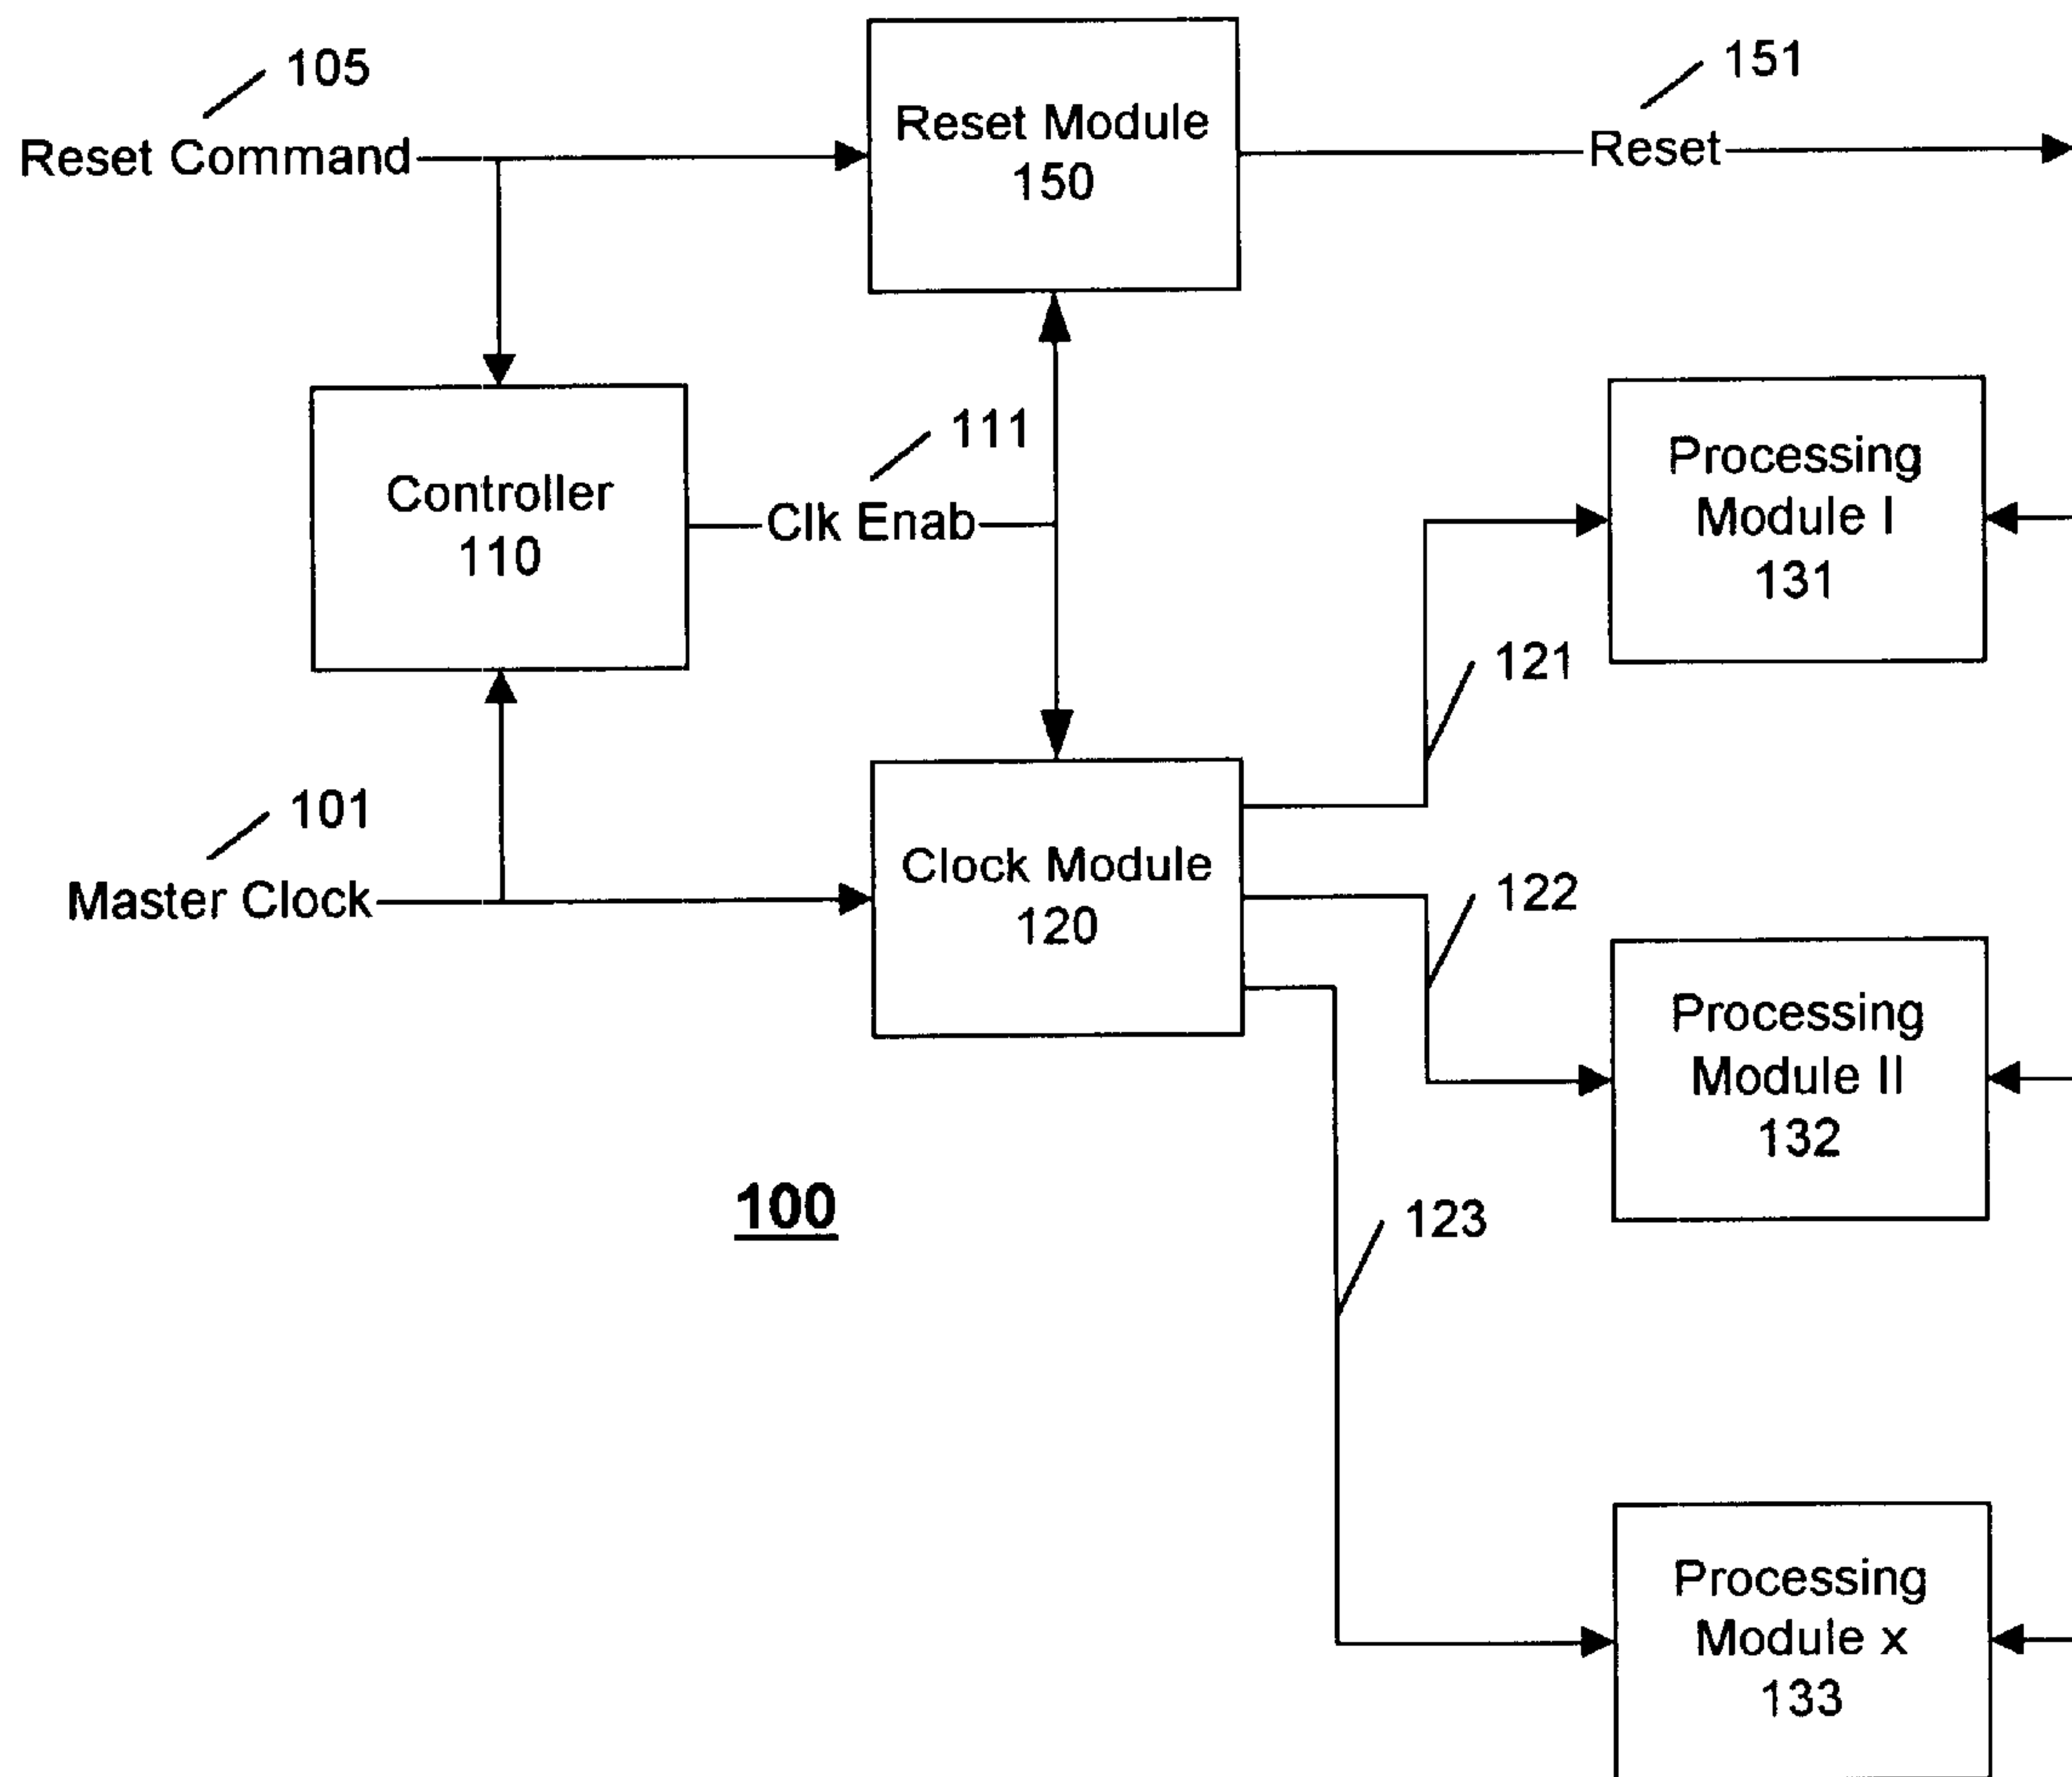 105
Reset Command
Reset Module
150
151
Reset
Controller
110
111
Clk Enab
Processing
Module I
131
121
101
Master Clock
Clock Module
120
122
Processing
Module II
132
100
123
Processing
Module x
133